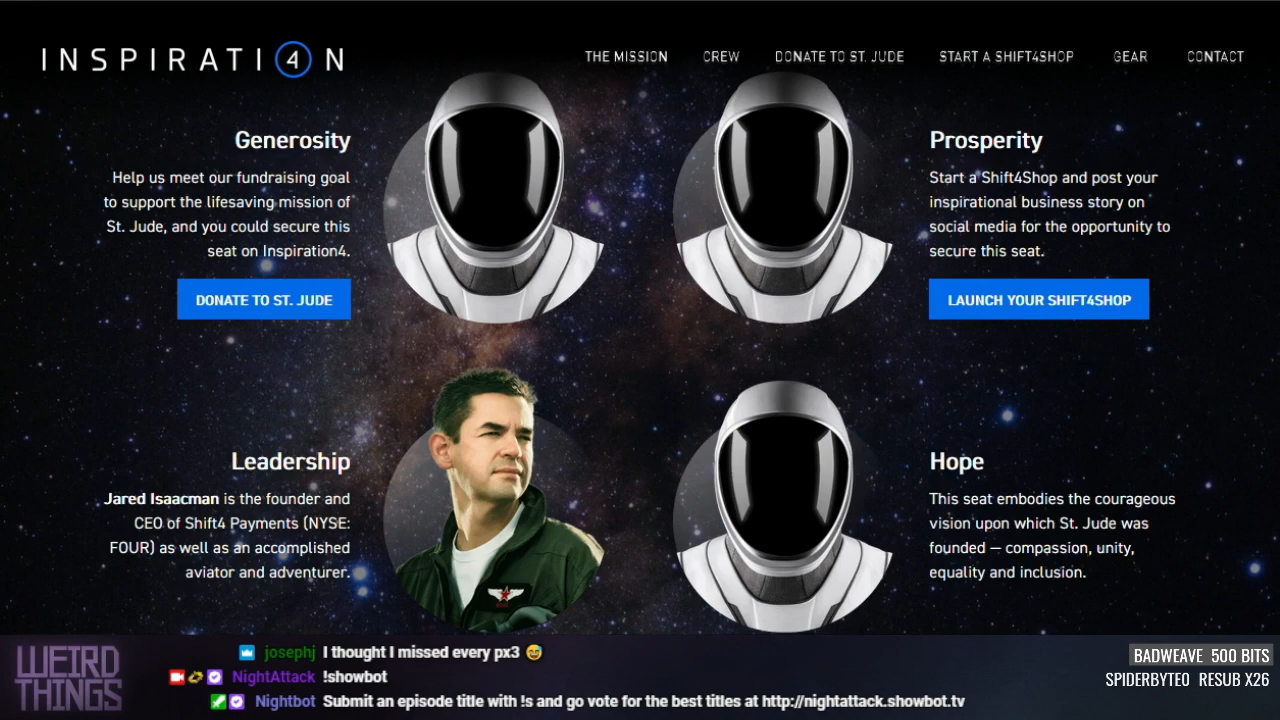 INSPIRATI4N
THE MISSION CREW DONATE TO ST. JUDE START A SHIFT4SHOP GEAR CONTACT
Generosity
Help us meet our fundraising goal
to support the lifesaving mission of
St. Jude, and you could secure this
seat on Inspiration4.
DONATE TO ST. JUDE
Prosperity
Start a Shift4Shop and post your
inspirational business story on
social media for the opportunity to
secure this seat.
LAUNCH YOUR SHIFT4SHOP
Leadership
Jared Isaacman is the founder and
CEO of Shift4 Payments (NYSE:
FOUR) as well as an accomplished
aviator and adventurer.
Hope
This seat embodies the courageous
vision upon which St. Jude was
founded — compassion, unity,
equality and inclusion.
WEIRD
THINGS
josephj I thought I missed every px3 😅
NightAttack !showbot
Nightbot Submit an episode title with !s and go vote for the best titles at http://nightattack.showbot.tv
BADWEAVE 500 BITS
SPIDERBYTE0 RESUB X26